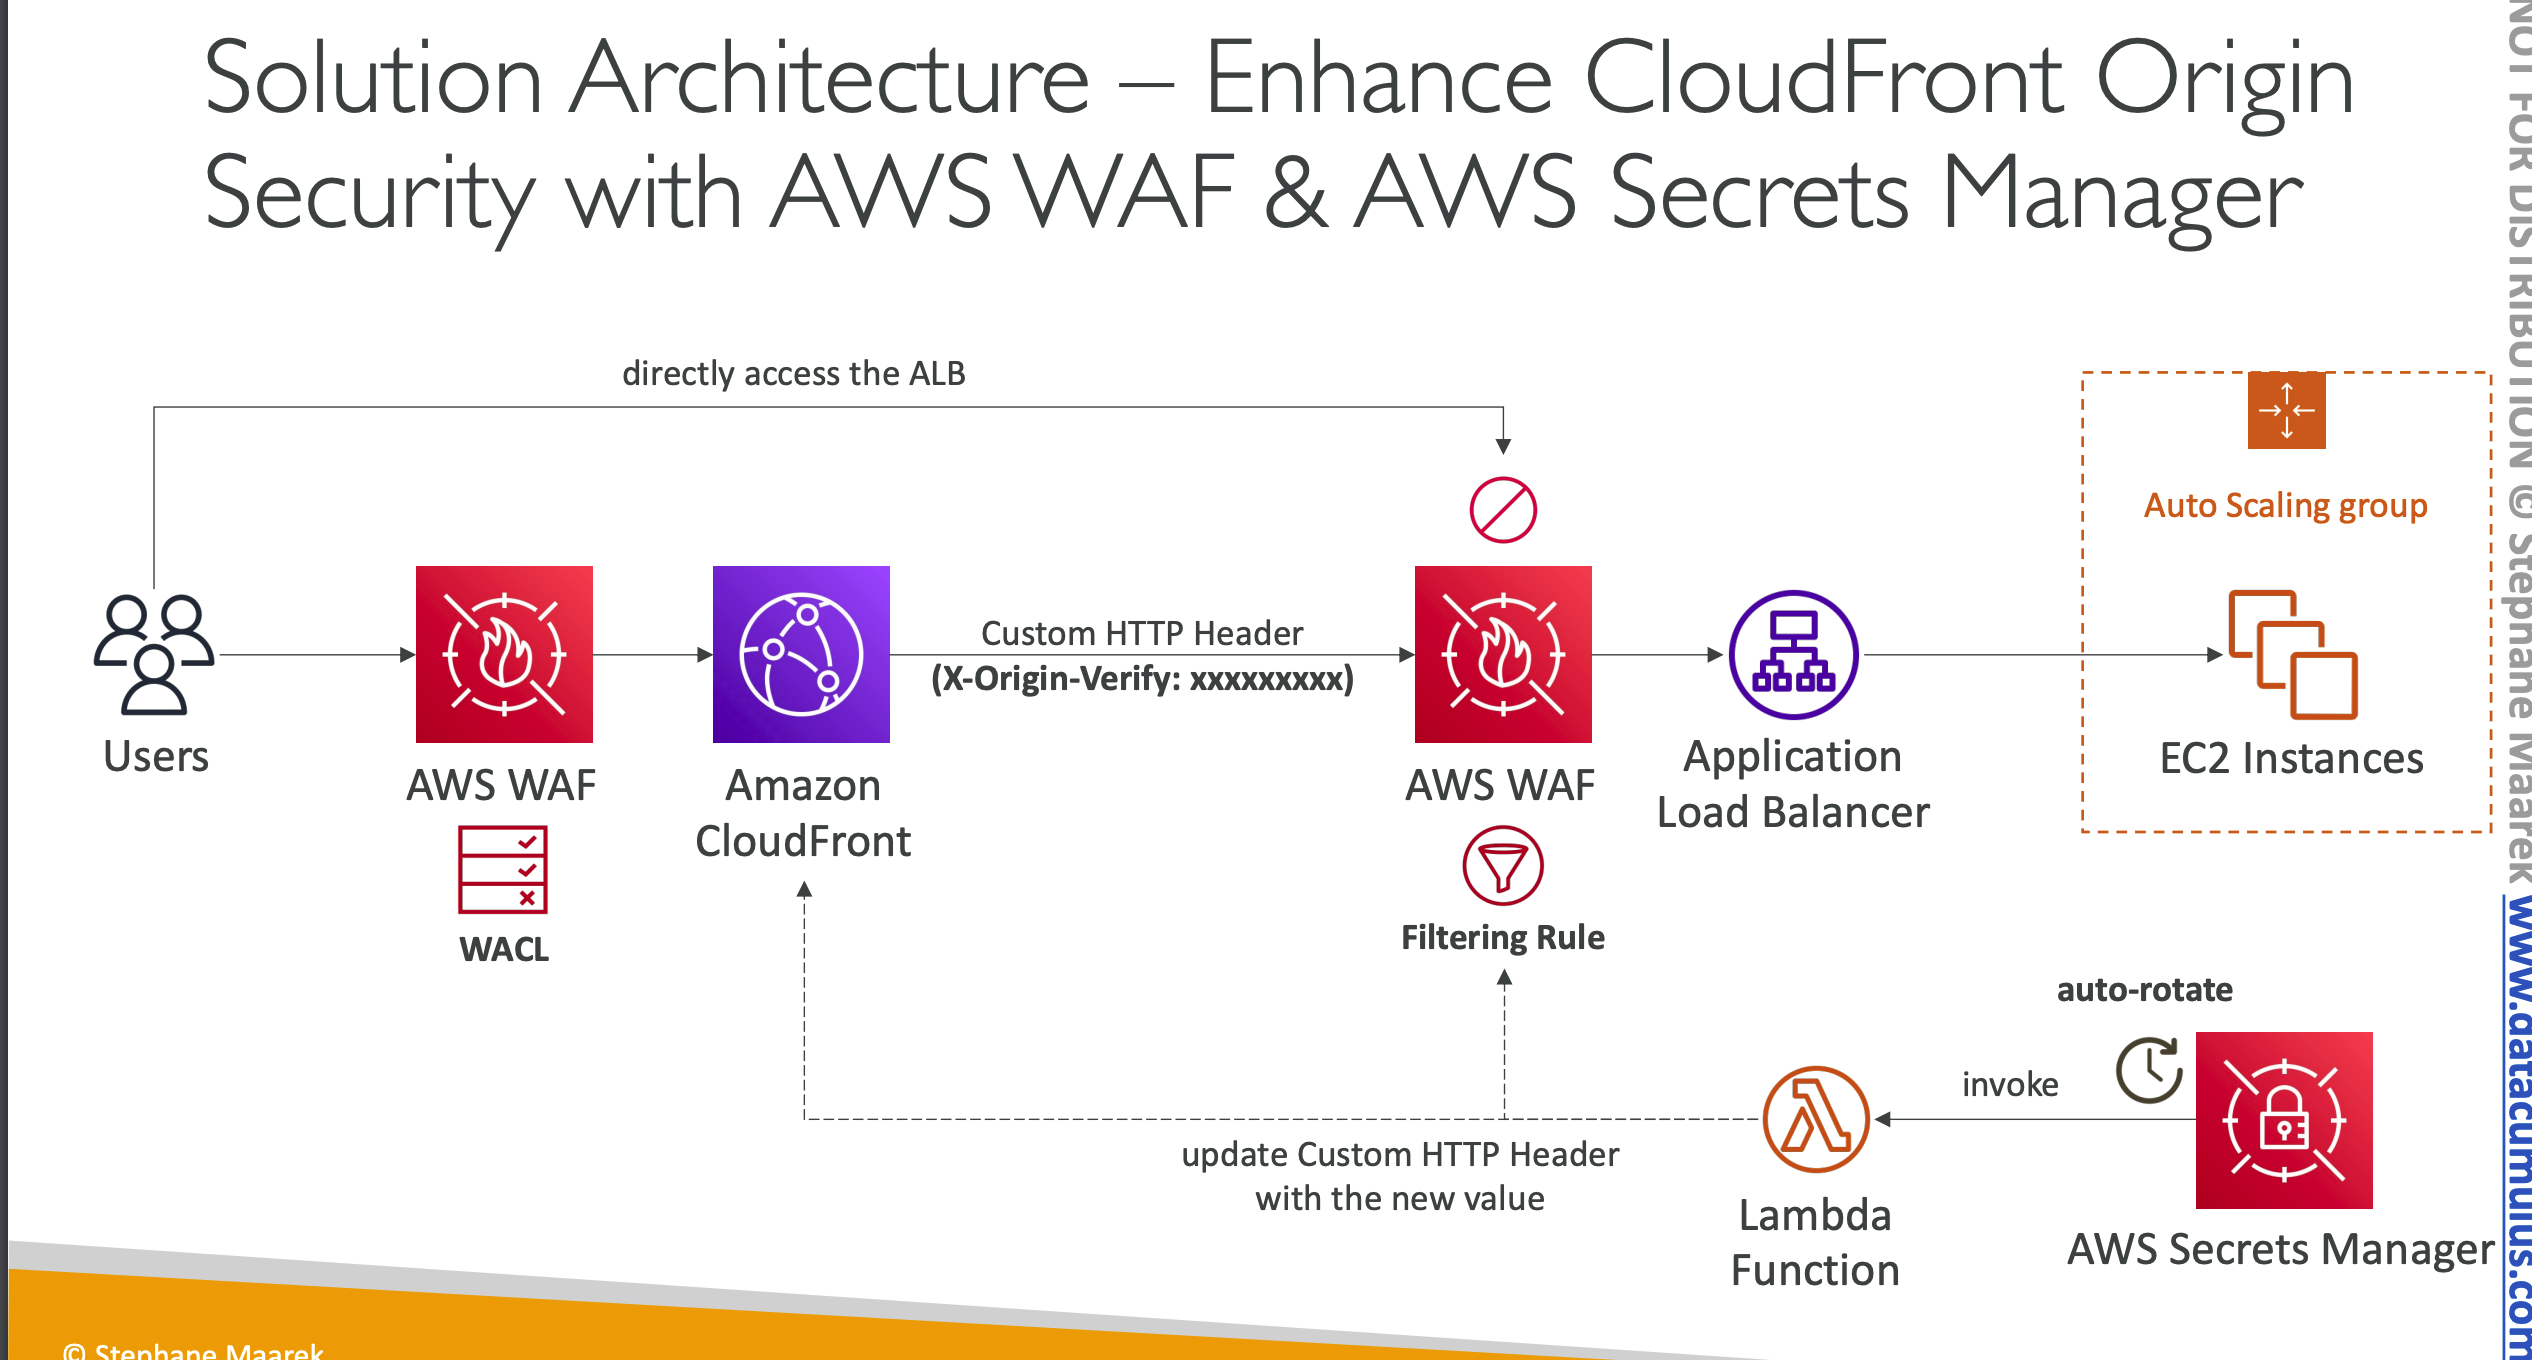 Solution Architecture – Enhance CloudFront Origin
Security with AWS WAF & AWS Secrets Manager
directly access the ALB
Auto Scaling group
Custom HTTP Header
(X-Origin-Verify: xxxxxxxxx)
Users
AWS WAF
WACL
Amazon
CloudFront
AWS WAF
Filtering Rule
Application
Load Balancer
EC2 Instances
auto-rotate
invoke
update Custom HTTP Header
with the new value
Lambda
Function
AWS Secrets Manager
© Stephane Maarek
NOT FOR DISTRIBUTION © Stephane Maarek www.datacumulus.com